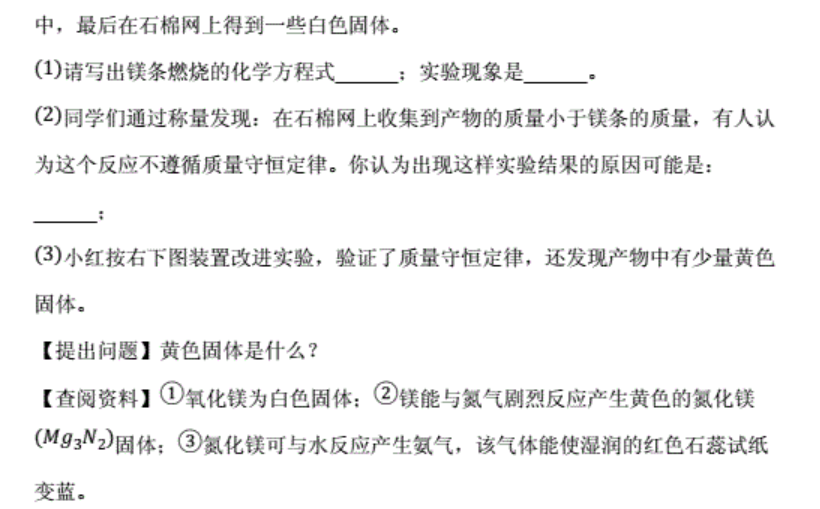 中，最后在石棉网上得到一些白色固体。
(1)请写出镁条燃烧的化学方程式______；实验现象是______。
(2)同学们通过称量发现：在石棉网上收集到产物的质量小于镁条的质量，有人认
为这个反应不遵循质量守恒定律。你认为出现这样实验结果的原因可能是：
______；
(3)小红按右下图装置改进实验，验证了质量守恒定律，还发现产物中有少量黄色
固体。
【提出问题】黄色固体是什么？
【查阅资料】①氧化镁为白色固体；②镁能与氮气剧烈反应产生黄色的氮化镁
(Mg₃N₂)固体；③氮化镁可与水反应产生氨气，该气体能使湿润的红色石蕊试纸
变蓝。